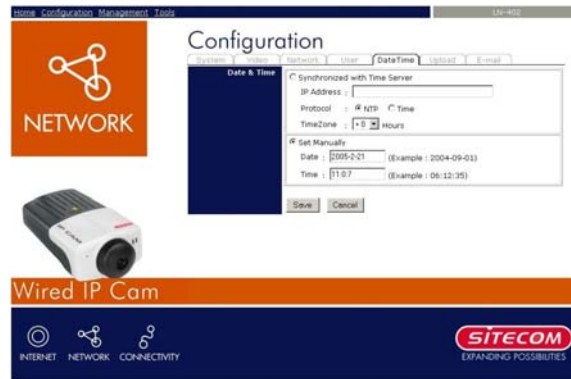 Home Configuration Management Tools
LN-402
NETWORK
Configuration
System Video Network User DateTime Upload E-mail
Date & Time
Synchronized with Time Server
IP Address :
Protocol : NTP Time
TimeZone : + 0 Hours
Set Manually
Date : 2005-2-21 (Example : 2004-09-01)
Time : 11:0:7 (Example : 06:12:35)
Save Cancel
IP CAM
Wired IP Cam
INTERNET NETWORK CONNECTIVITY
SITECOM
EXPANDING POSSIBILITIES